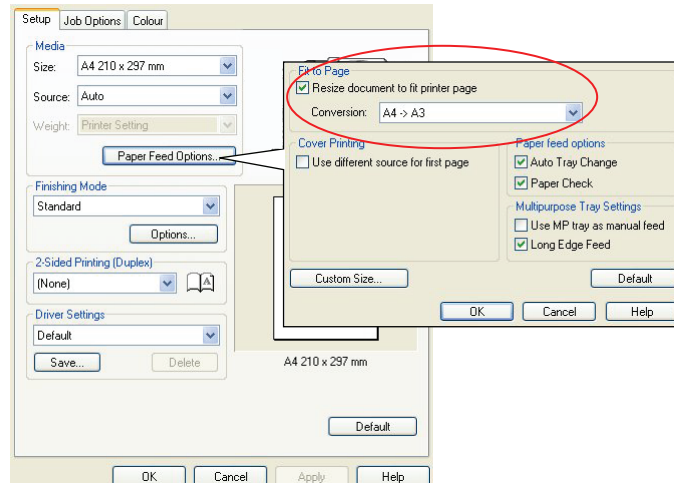 Setup Job Options Colour
Media
Size: A4 210 x 297 mm
Source: Auto
Weight: Printer Setting
Paper Feed Options...
Finishing Mode
Standard
Options...
2-Sided Printing (Duplex)
(None)
A
Driver Settings
Default
Save... Delete
A4 210 x 297 mm
Default
OK Cancel Apply Help
Fit to Page
Resize document to fit printer page
Conversion: A4 -> A3
Cover Printing
Use different source for first page
Paper feed options
Auto Tray Change
Paper Check
Multipurpose Tray Settings
Use MP tray as manual feed
Long Edge Feed
Custom Size... Default
OK Cancel Help